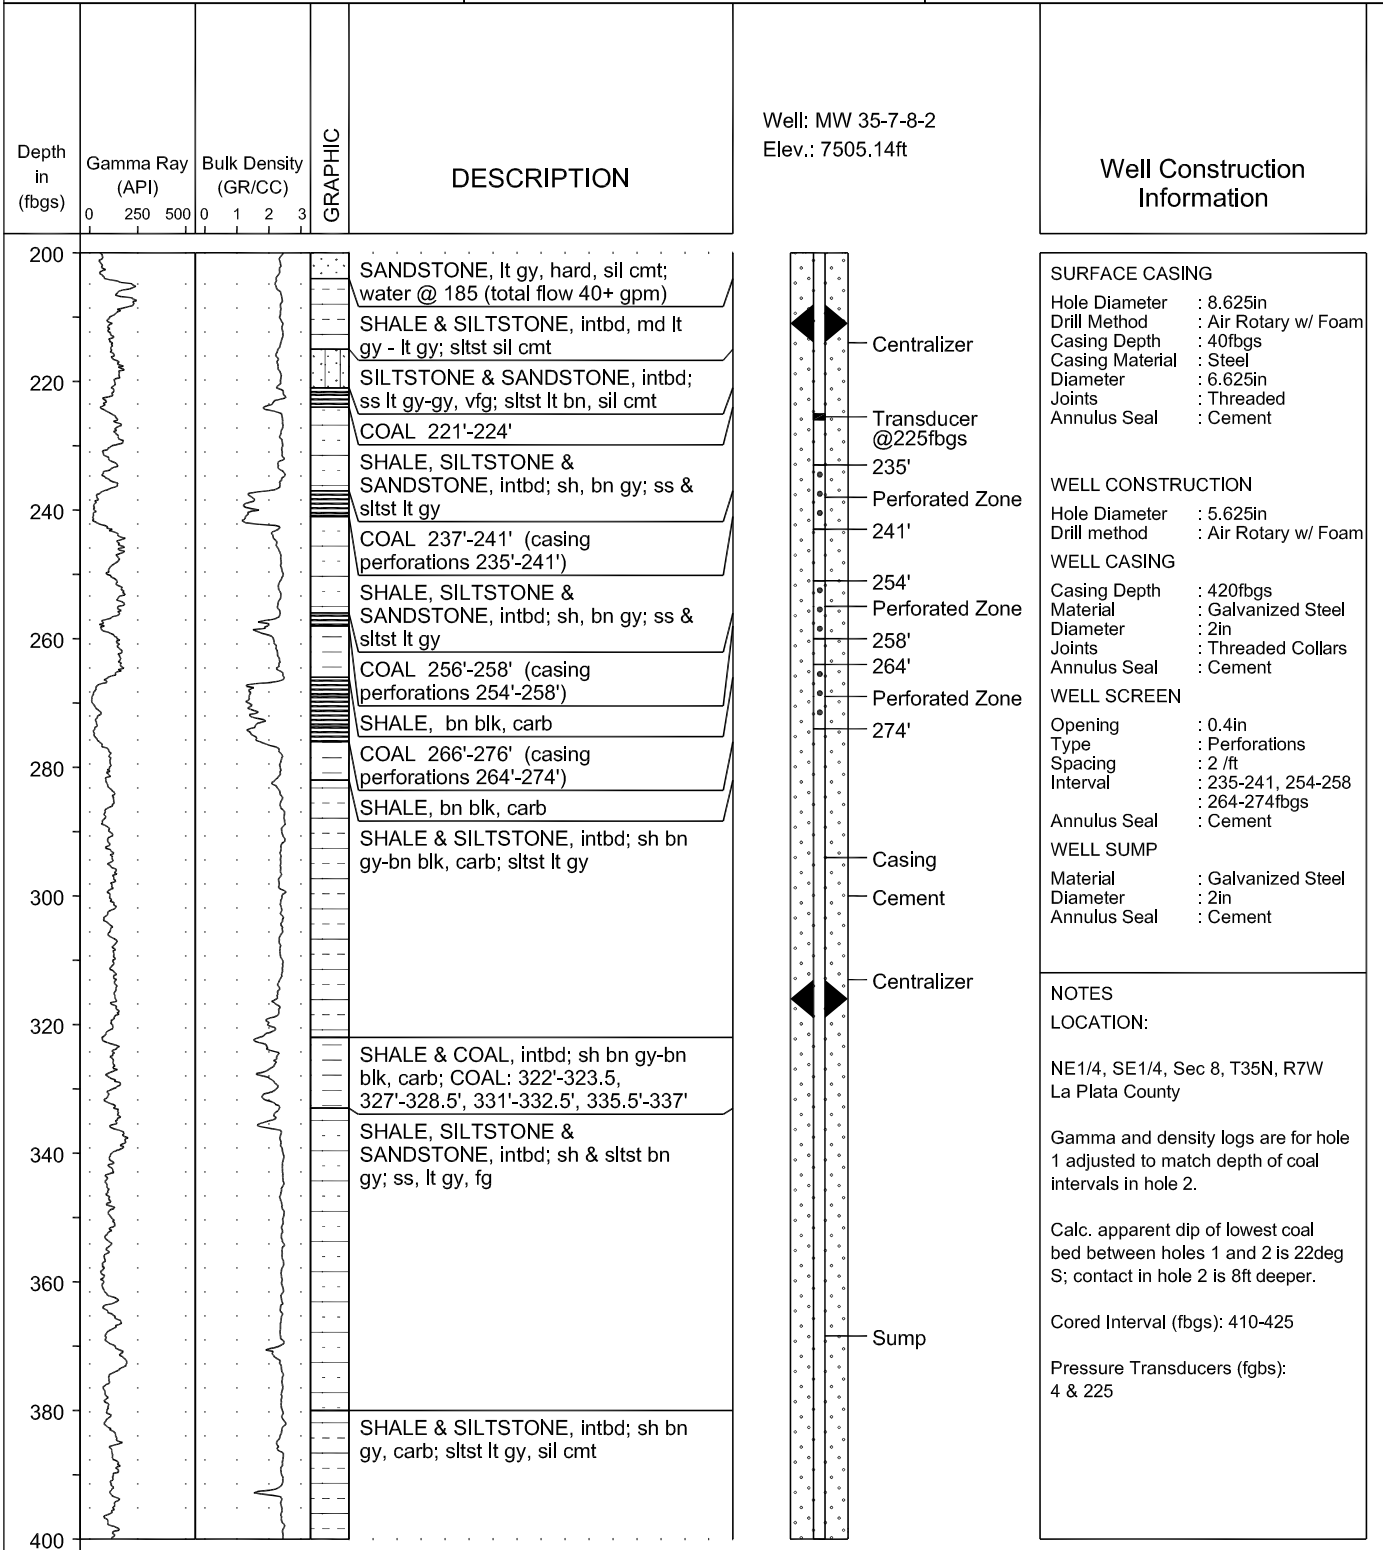 Depth
in
(fbgs)
Gamma Ray
(API)
0 250 500
Bulk Density
(GR/CC)
0 1 2 3
GRAPHIC
DESCRIPTION
Well: MW 35-7-8-2
Elev.: 7505.14ft
Well Construction
Information
200
220
240
260
280
300
320
340
360
380
400
SANDSTONE, lt gy, hard, sil cmt;
water @ 185 (total flow 40+ gpm)
SHALE & SILTSTONE, intbd, md lt
gy - lt gy; sltst sil cmt
SILTSTONE & SANDSTONE, intbd;
ss lt gy-gy, vfg; sltst lt bn, sil cmt
COAL 221'-224'
SHALE, SILTSTONE &
SANDSTONE, intbd; sh, bn gy; ss &
sltst lt gy
COAL 237'-241' (casing
perforations 235'-241')
SHALE, SILTSTONE &
SANDSTONE, intbd; sh, bn gy; ss &
sltst lt gy
COAL 256'-258' (casing
perforations 254'-258')
SHALE, bn blk, carb
COAL 266'-276' (casing
perforations 264'-274')
SHALE, bn blk, carb
SHALE & SILTSTONE, intbd; sh bn
gy-bn blk, carb; sltst lt gy
SHALE & COAL, intbd; sh bn gy-bn
blk, carb; COAL: 322'-323.5,
327'-328.5', 331'-332.5', 335.5'-337'
SHALE, SILTSTONE &
SANDSTONE, intbd; sh & sltst bn
gy; ss, lt gy, fg
SHALE & SILTSTONE, intbd; sh bn
gy, carb; sltst lt gy, sil cmt
Centralizer
Transducer
@225fbgs
235'
Perforated Zone
241'
254'
Perforated Zone
258'
264'
Perforated Zone
274'
Casing
Cement
Centralizer
Sump
SURFACE CASING
Hole Diameter : 8.625in
Drill Method : Air Rotary w/ Foam
Casing Depth : 40fbgs
Casing Material : Steel
Diameter : 6.625in
Joints : Threaded
Annulus Seal : Cement
WELL CONSTRUCTION
Hole Diameter : 5.625in
Drill method : Air Rotary w/ Foam
WELL CASING
Casing Depth : 420fbgs
Material : Galvanized Steel
Diameter : 2in
Joints : Threaded Collars
Annulus Seal : Cement
WELL SCREEN
Opening : 0.4in
Type : Perforations
Spacing : 2 /ft
Interval : 235-241, 254-258
: 264-274fbgs
Annulus Seal : Cement
WELL SUMP
Material : Galvanized Steel
Diameter : 2in
Annulus Seal : Cement
NOTES
LOCATION:
NE1/4, SE1/4, Sec 8, T35N, R7W
La Plata County
Gamma and density logs are for hole
1 adjusted to match depth of coal
intervals in hole 2.
Calc. apparent dip of lowest coal
bed between holes 1 and 2 is 22deg
S; contact in hole 2 is 8ft deeper.
Cored Interval (fbgs): 410-425
Pressure Transducers (fgbs):
4 & 225